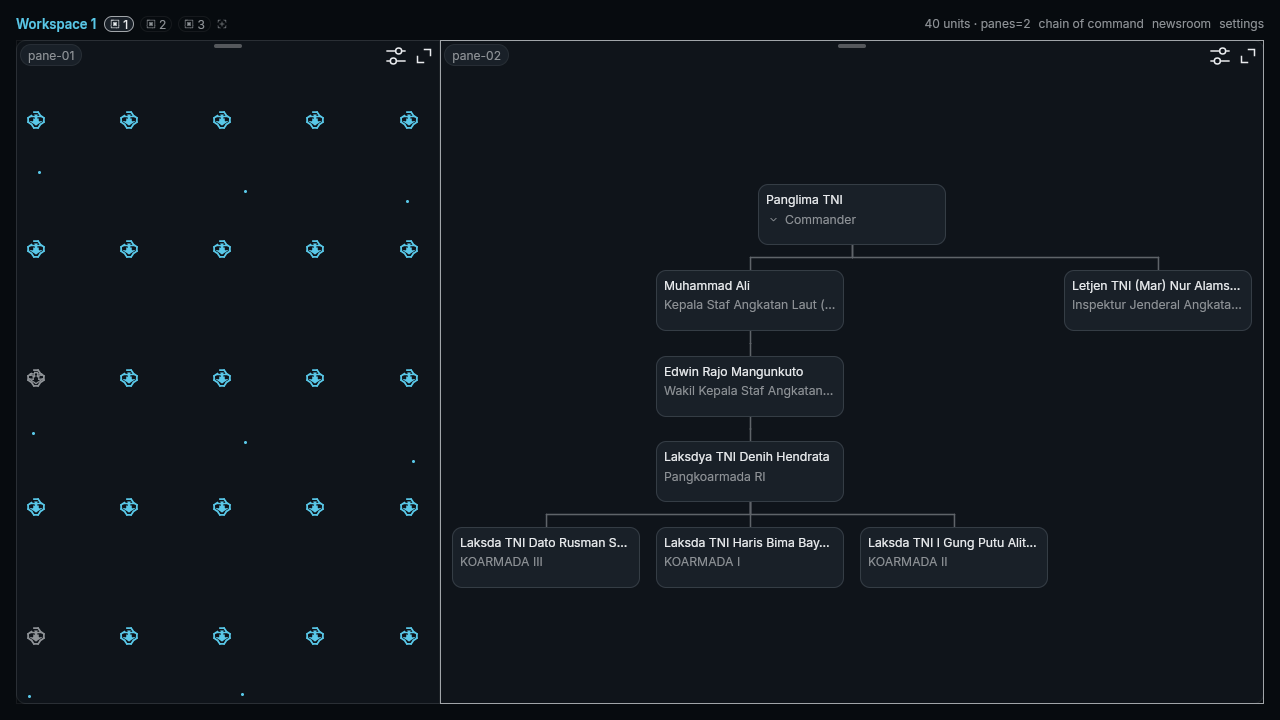 Workspace 1
1
2
3
40 units · panes=2 chain of command newsroom settings
pane-01
pane-02
Panglima TNI
Commander
Muhammad Ali
Kepala Staf Angkatan Laut (...
Letjen TNI (Mar) Nur Alams...
Inspektur Jenderal Angkata...
Edwin Rajo Mangunkuto
Wakil Kepala Staf Angkatan...
Laksdya TNI Denih Hendrata
Pangkoarmada RI
Laksda TNI Dato Rusman S...
KOARMADA III
Laksda TNI Haris Bima Bay...
KOARMADA I
Laksda TNI I Gung Putu Alit...
KOARMADA II